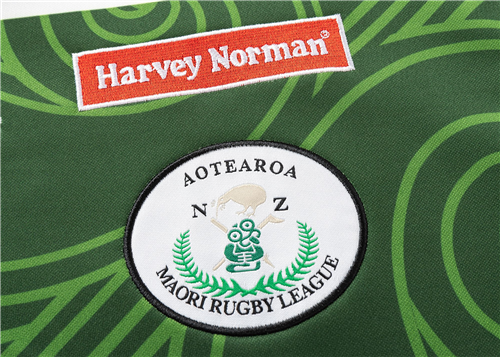 Harvey Norman®
AOTEAROA
N Z
MAORI RUGBY LEAGUE